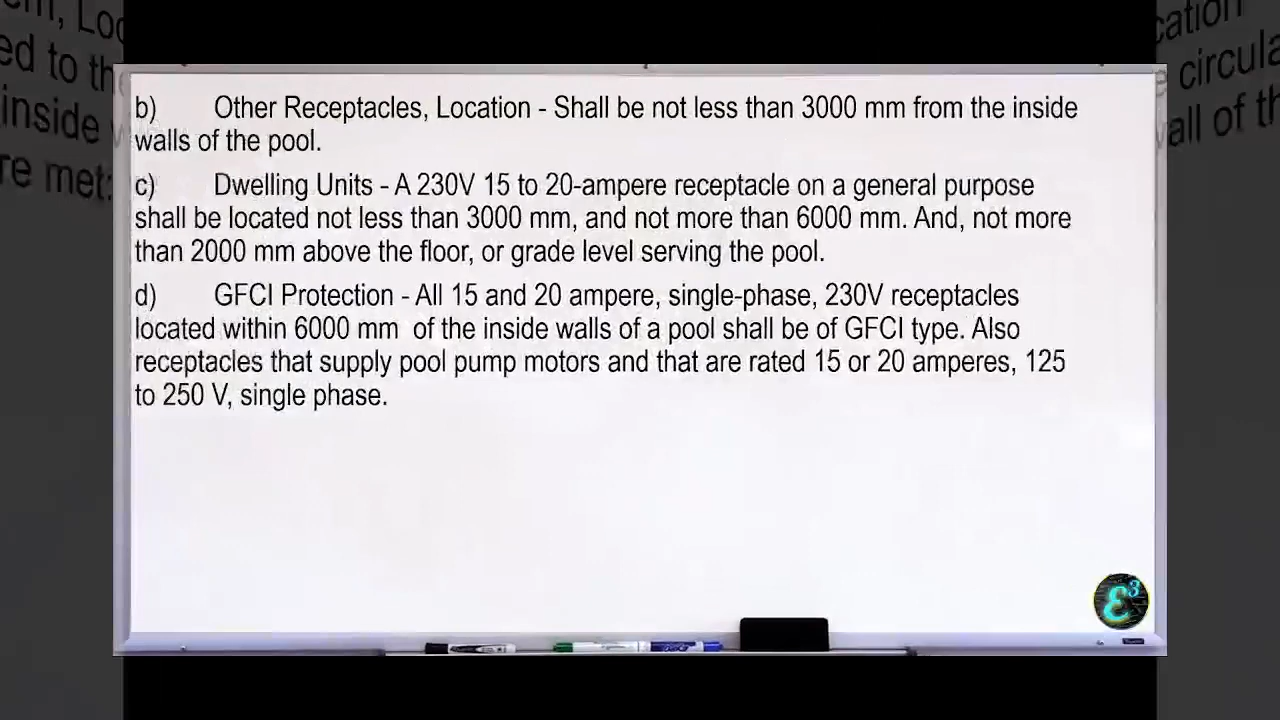 b) Other Receptacles, Location - Shall be not less than 3000 mm from the inside
walls of the pool.
c) Dwelling Units - A 230V 15 to 20-ampere receptacle on a general purpose
shall be located not less than 3000 mm, and not more than 6000 mm. And, not more
than 2000 mm above the floor, or grade level serving the pool.
d) GFCI Protection - All 15 and 20 ampere, single-phase, 230V receptacles
located within 6000 mm of the inside walls of a pool shall be of GFCI type. Also
receptacles that supply pool pump motors and that are rated 15 or 20 amperes, 125
to 250 V, single phase.
ε3